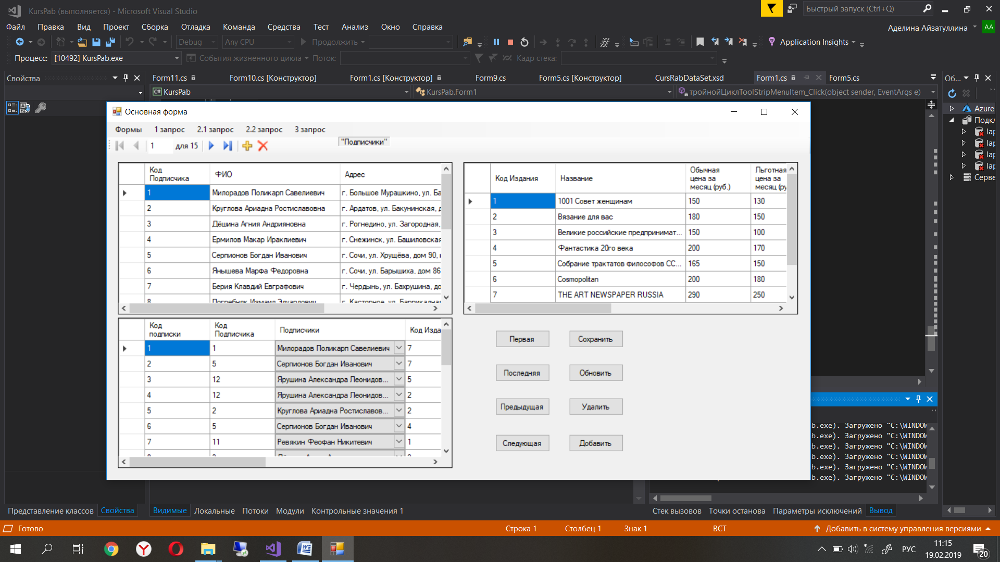 KursPab (выполняется) - Microsoft Visual Studio
Быстрый запуск (Ctrl+Q)
Файл Правка Вид Проект Сборка Отладка Команда Средства Тест Анализ Окно Справка
Аделина Айзатуллина
AA
Debug Any CPU Продолжить Application Insights
Процесс: [10492] KursPab.exe События жизненного цикла Поток: Кадр стека:
Свойства
Form11.cs Form10.cs [Конструктор] Form1.cs [Конструктор] Form9.cs Form5.cs [Конструктор] CursRabDataSet.xsd Form1.cs Form5.cs
Об...
C# KursPab KursPab.Form1 тройнойЦиклToolStripMenuItem_Click(object sender, EventArgs e)
Azure
Подкл
lap
lap
lap
lap
Серве
Основная форма
Формы 1 запрос 2.1 запрос 2.2 запрос 3 запрос
1 для 15
"Подписчики"
Код Подписчика ФИО Адрес
1 Милорадов Поликарп Савелиевич г. Большое Мурашкино, ул. Ба
2 Круглова Ариадна Ростиславовна г. Ардатов, ул. Бакунинская, д
3 Дёшина Агния Андрияновна г. Рогнедино, ул. Загородная,
4 Ермилов Макар Ираклиевич г. Снежинск, ул. Башиловская
5 Серпионов Богдан Иванович г. Сочи, ул. Хрущёва, дом 90,
6 Янышева Марфа Федоровна г. Сочи, ул. Барышиха, дом 86
7 Берия Клавдий Евграфович г. Чердынь, ул. Бахрушина, до
8 Погребняк Измаил Эдуардович г. Касторное, ул. Баррикадная
Код Издания Название Обычная цена за месяц (руб.) Льготная цена за месяц (ру
1 1001 Совет женщинам 150 130
2 Вязание для вас 180 150
3 Великие российские предпринимат... 150 100
4 Фантастика 20го века 200 170
5 Собрание трактатов философов СС... 165 150
6 Cosmopolitan 200 180
7 THE ART NEWSPAPER RUSSIA 290 250
Код подписки Код Подписчика Подписчики Код Изда
1 1 Милорадов Поликарп Савелиевич 7
2 5 Серпионов Богдан Иванович 7
3 12 Ярушина Александра Леонидов... 5
4 12 Ярушина Александра Леонидов... 2
5 2 Круглова Ариадна Ростиславов... 2
6 5 Серпионов Богдан Иванович 4
7 11 Ревякин Феофан Никитевич 1
Первая Сохранить
Последняя Обновить
Предыдущая Удалить
Следующая Добавить
b.exe). Загружено "C:\WINDOW
b.exe). Загружено "C:\WINDOW
b.exe). Загружено "C:\WINDOW
b.exe). Загружено "C:\WINDOW
b.exe). Загружено "C:\WINDOW
b.exe). Загружено "C:\WINDOW
Представление классов Свойства Видимые Локальные Потоки Модули Контрольные значения 1
Стек вызовов Точки останова Параметры исключений Вывод
Готово Строка 1 Столбец 1 Знак 1 ВСТ Добавить в систему управления версиями
РУС
11:15
19.02.2019
20